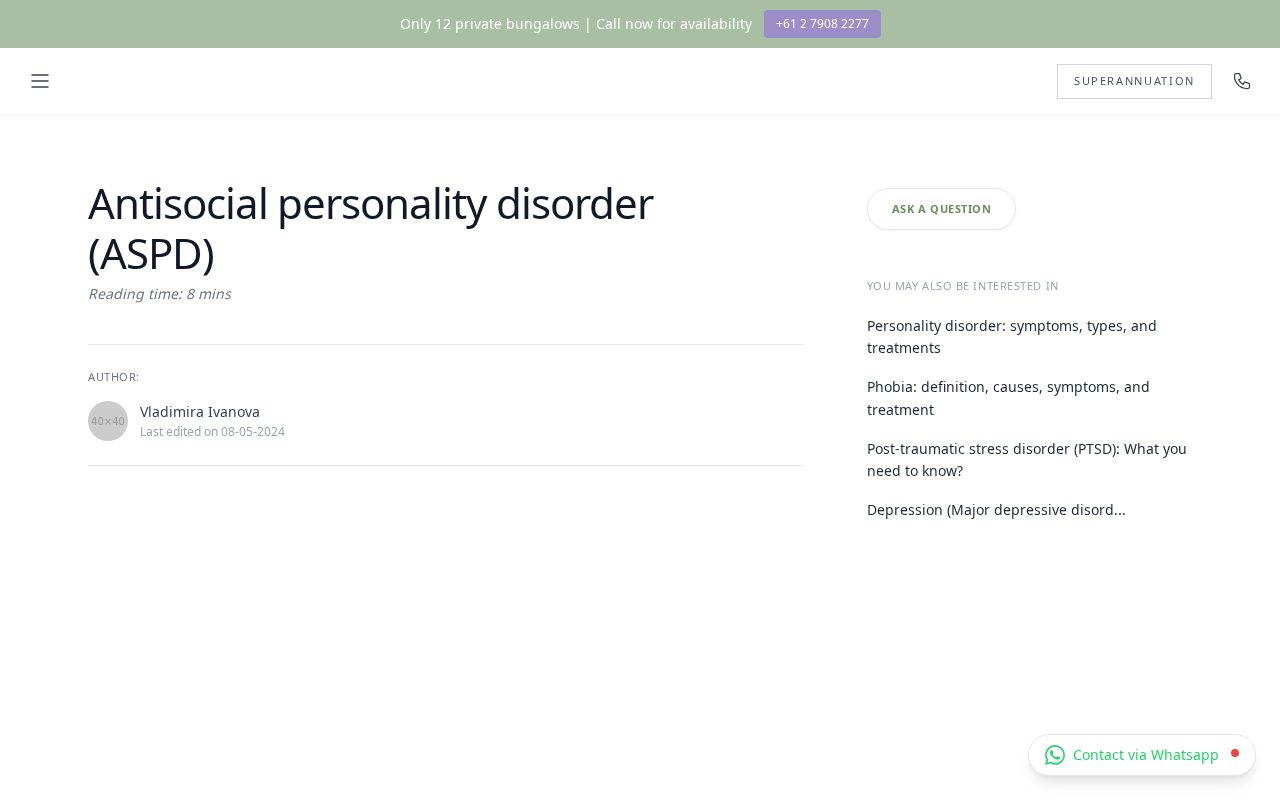 Only 12 private bungalows | Call now for availability
+61 2 7908 2277
SUPERANNUATION
Antisocial personality disorder
(ASPD)
Reading time: 8 mins
AUTHOR:
40×40
Vladimira Ivanova
Last edited on 08-05-2024
ASK A QUESTION
YOU MAY ALSO BE INTERESTED IN
Personality disorder: symptoms, types, and
treatments
Phobia: definition, causes, symptoms, and
treatment
Post-traumatic stress disorder (PTSD): What you
need to know?
Depression (Major depressive disord...
Contact via Whatsapp